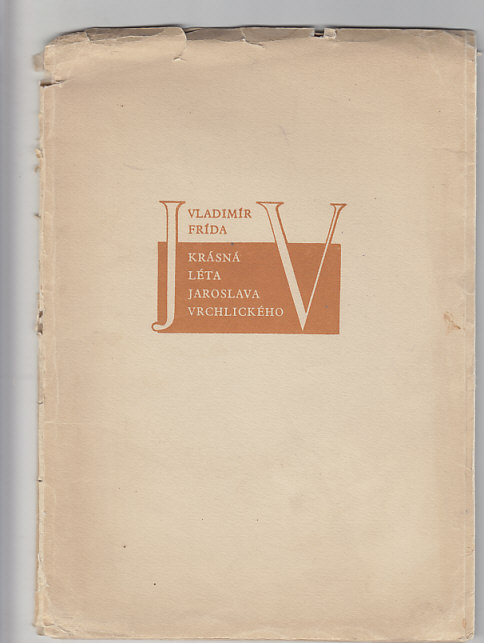 J V
VLADIMÍR
FRÍDA
KRÁSNÁ
LÉTA
JAROSLAVA
VRCHLICKÉHO